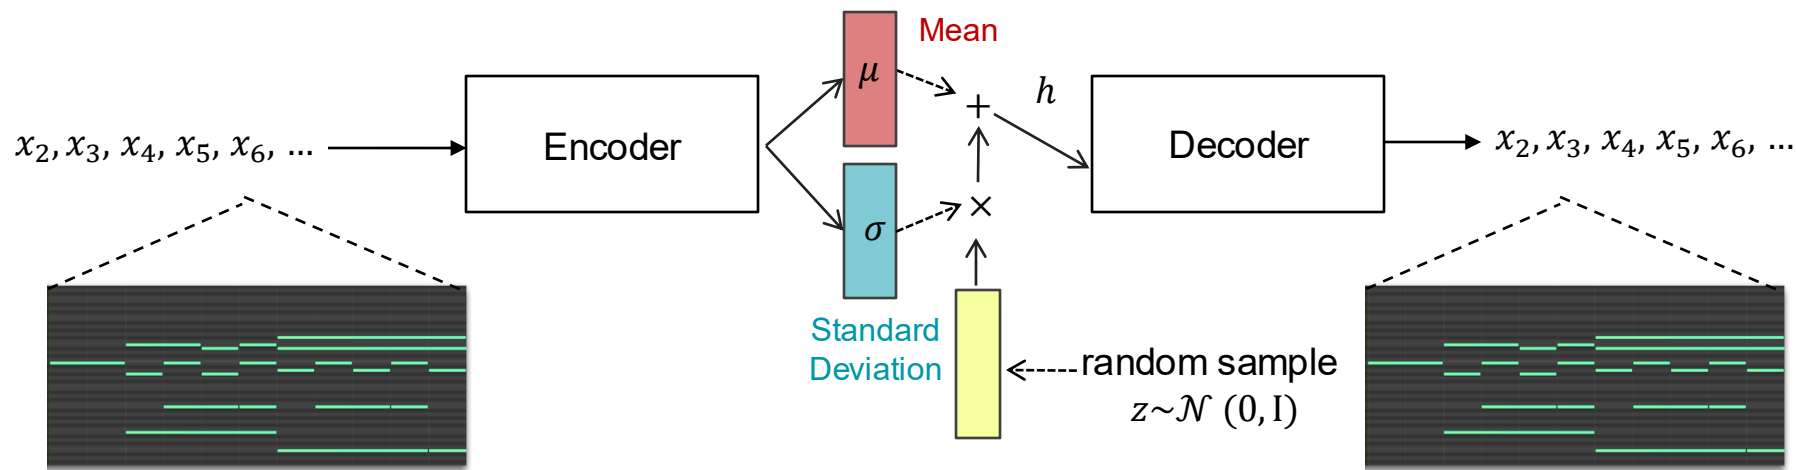 Mean
μ
+
h
x₂, x₃, x₄, x₅, x₆, ...
Encoder
Decoder
x₂, x₃, x₄, x₅, x₆, ...
σ
×
Standard
Deviation
random sample
z~𝒩 (0, I)